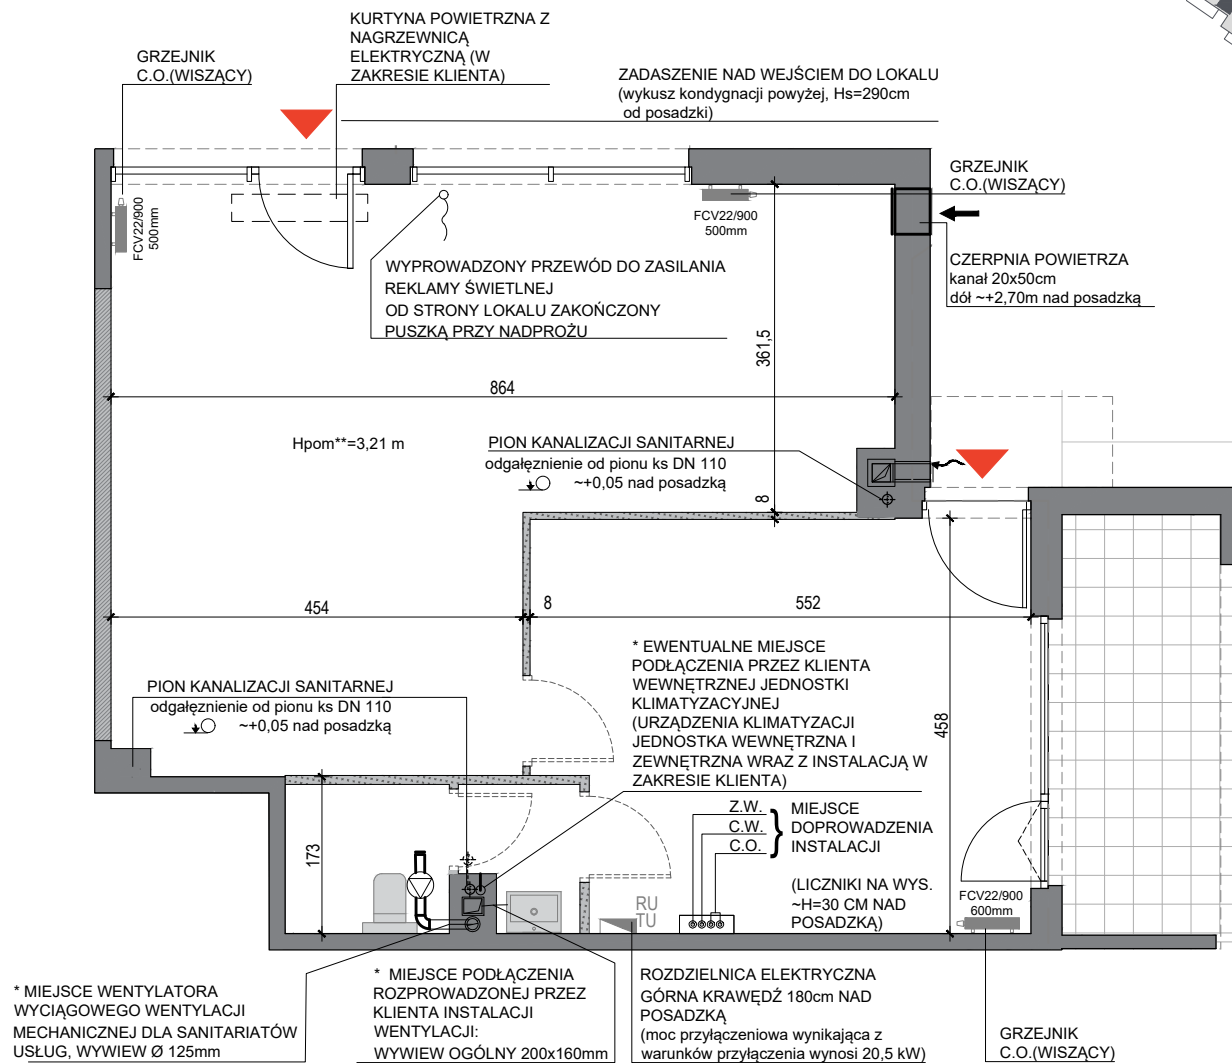 KURTYNA POWIETRZNA Z
NAGRZEWNICĄ
ELEKTRYCZNĄ (W
ZAKRESIE KLIENTA)
GRZEJNIK
C.O.(WISZĄCY)
ZADASZENIE NAD WEJŚCIEM DO LOKALU
(wykusz kondygnacji powyżej, Hs=290cm
od posadzki)
GRZEJNIK
C.O.(WISZĄCY)
FCV22/900
500mm
FCV22/900
500mm
WYPROWADZONY PRZEWÓD DO ZASILANIA
REKLAMY ŚWIETLNEJ
OD STRONY LOKALU ZAKOŃCZONY
PUSZKĄ PRZY NADPROŻU
CZERPNIA POWIETRZA
kanał 20x50cm
dół ~+2,70m nad posadzką
361,5
864
Hpom**=3,21 m
PION KANALIZACJI SANITARNEJ
odgałęznienie od pionu ks DN 110
~+0,05 nad posadzką
8
454
8
552
* EWENTUALNE MIEJSCE
PODŁĄCZENIA PRZEZ KLIENTA
WEWNĘTRZNEJ JEDNOSTKI
KLIMATYZACYJNEJ
(URZĄDZENIA KLIMATYZACJI
JEDNOSTKA WEWNĘTRZNA I
ZEWNĘTRZNA WRAZ Z INSTALACJĄ W
ZAKRESIE KLIENTA)
PION KANALIZACJI SANITARNEJ
odgałęznienie od pionu ks DN 110
~+0,05 nad posadzką
458
Z.W.
C.W.
C.O.
MIEJSCE
DOPROWADZENIA
INSTALACJI
(LICZNIKI NA WYS.
~H=30 CM NAD
POSADZKĄ)
173
RU
TU
FCV22/900
600mm
* MIEJSCE WENTYLATORA
WYCIĄGOWEGO WENTYLACJI
MECHANICZNEJ DLA SANITARIATÓW
USŁUG, WYWIEW Ø 125mm
* MIEJSCE PODŁĄCZENIA
ROZPROWADZONEJ PRZEZ
KLIENTA INSTALACJI
WENTYLACJI:
WYWIEW OGÓLNY 200x160mm
ROZDZIELNICA ELEKTRYCZNA
GÓRNA KRAWĘDŹ 180cm NAD
POSADZKĄ
(moc przyłączeniowa wynikająca z
warunków przyłączenia wynosi 20,5 kW)
GRZEJNIK
C.O.(WISZĄCY)